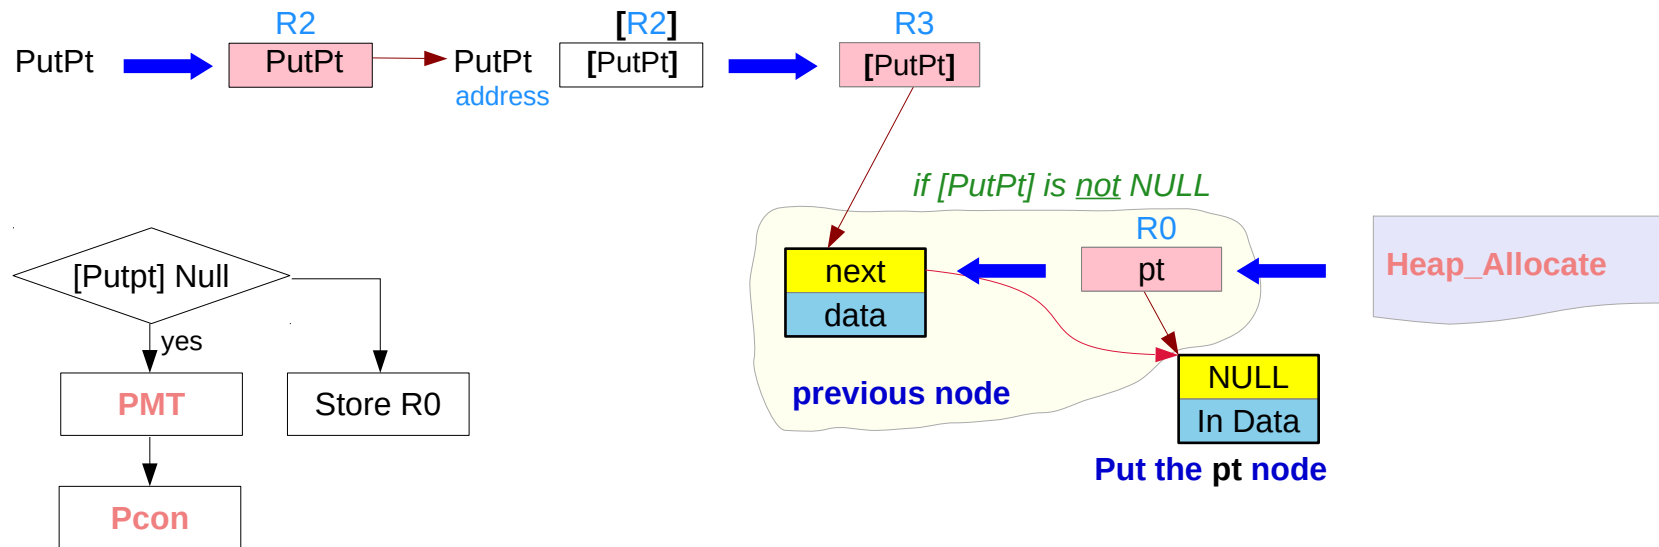 R2
[R2]
R3
PutPt
PutPt
PutPt
[PutPt]
[PutPt]
address
if [PutPt] is not NULL
R0
[Putpt] Null
next
pt
Heap_Allocate
data
yes
PMT
Store R0
previous node
NULL
In Data
Put the pt node
Pcon